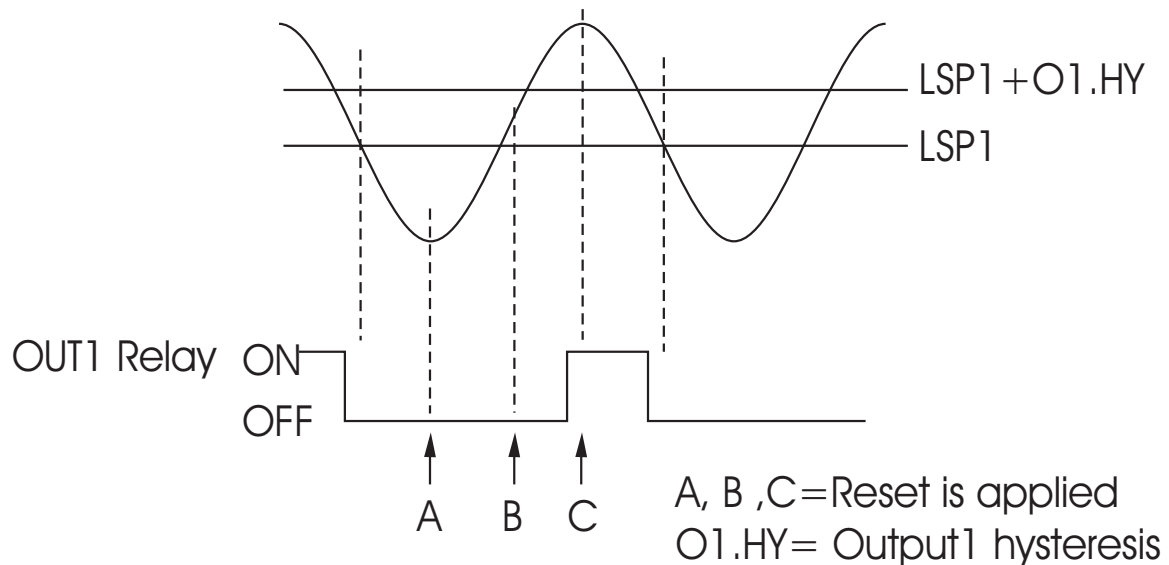 LSP1+O1.HY
LSP1
OUT1 Relay ON
OFF
A B C
A, B ,C=Reset is applied
O1.HY= Output1 hysteresis